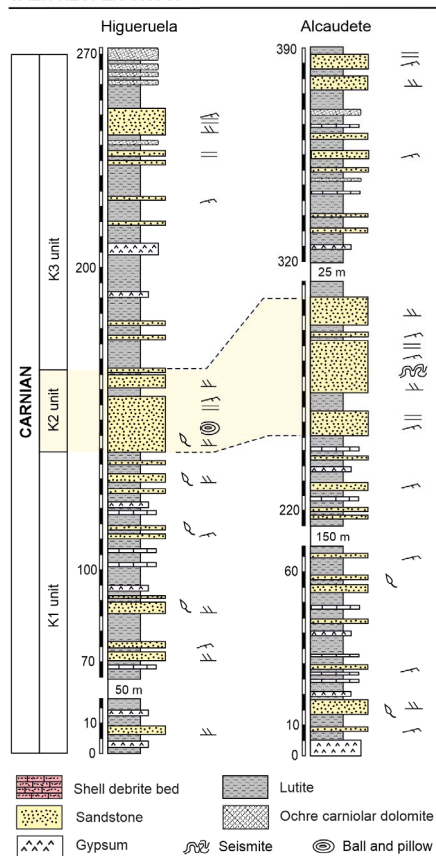 Higueruela
Alcaudete
270
390
K3 unit
200
320
25 m
CARNIAN
K2 unit
220
150 m
100
60
K1 unit
70
50 m
10
10
0
0
Shell debrite bed
Lutite
Sandstone
Ochre carniolar dolomite
Gypsum
Seismite
Ball and pillow